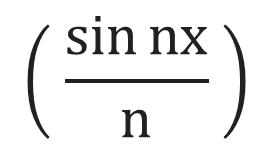 ( sin nx / n )